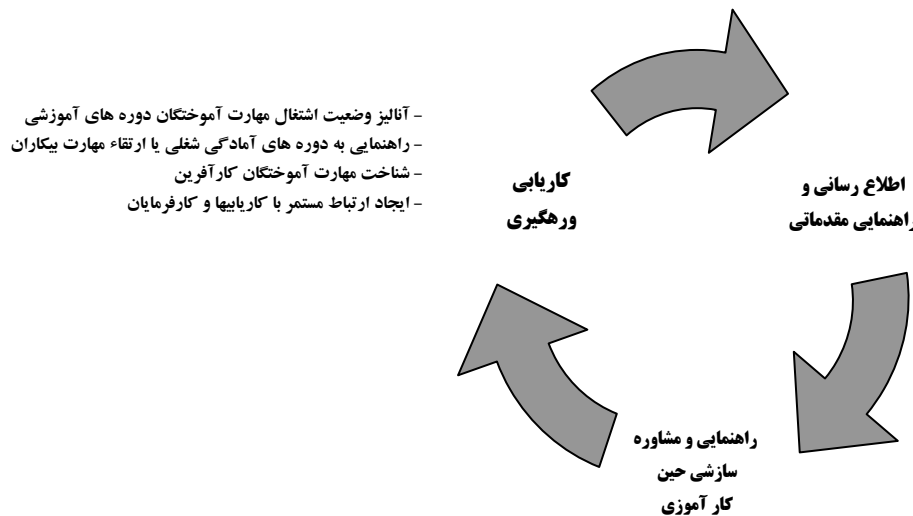 - آنالیز وضعیت اشتغال مهارت آموختگان دوره های آموزشی
- راهنمایی به دوره های آمادگی شغلی یا ارتقاء مهارت بیکاران
- شناخت مهارت آموختگان کارآفرین
- ایجاد ارتباط مستمر با کاریابیها و کارفرمایان
اطلاع رسانی و
راهنمایی مقدماتی
کاریابی
ورهگیری
راهنمایی و مشاوره
سازشی حین
کار آموزی